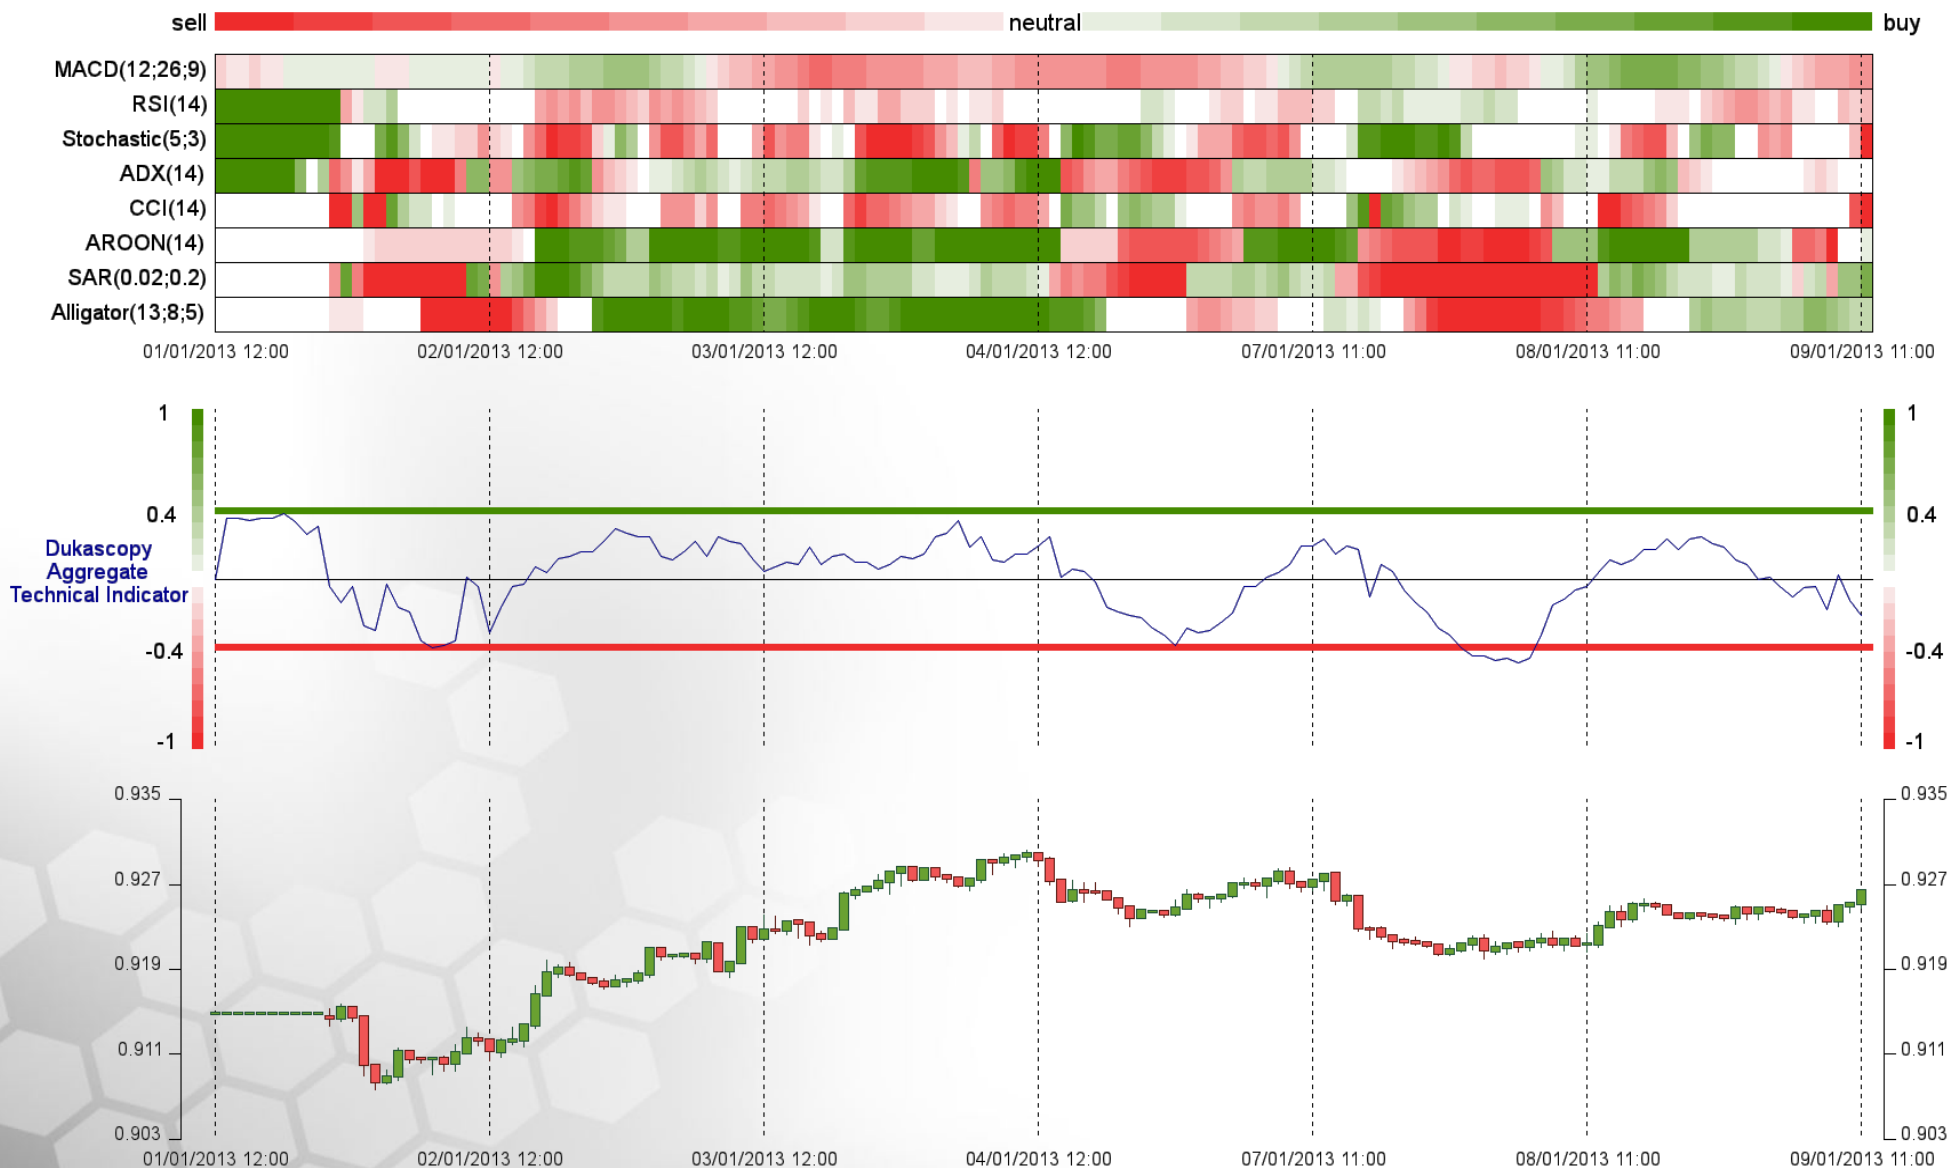 sell neutral buy
MACD(12;26;9)
RSI(14)
Stochastic(5;3)
ADX(14)
CCI(14)
AROON(14)
SAR(0.02;0.2)
Alligator(13;8;5)
01/01/2013 12:00 02/01/2013 12:00 03/01/2013 12:00 04/01/2013 12:00 07/01/2013 11:00 08/01/2013 11:00 09/01/2013 11:00
1 1
0.4 0.4
Dukascopy
Aggregate
Technical Indicator
-0.4 -0.4
-1 -1
0.935 0.935
0.927 0.927
0.919 0.919
0.911 0.911
0.903 0.903
01/01/2013 12:00 02/01/2013 12:00 03/01/2013 12:00 04/01/2013 12:00 07/01/2013 11:00 08/01/2013 11:00 09/01/2013 11:00